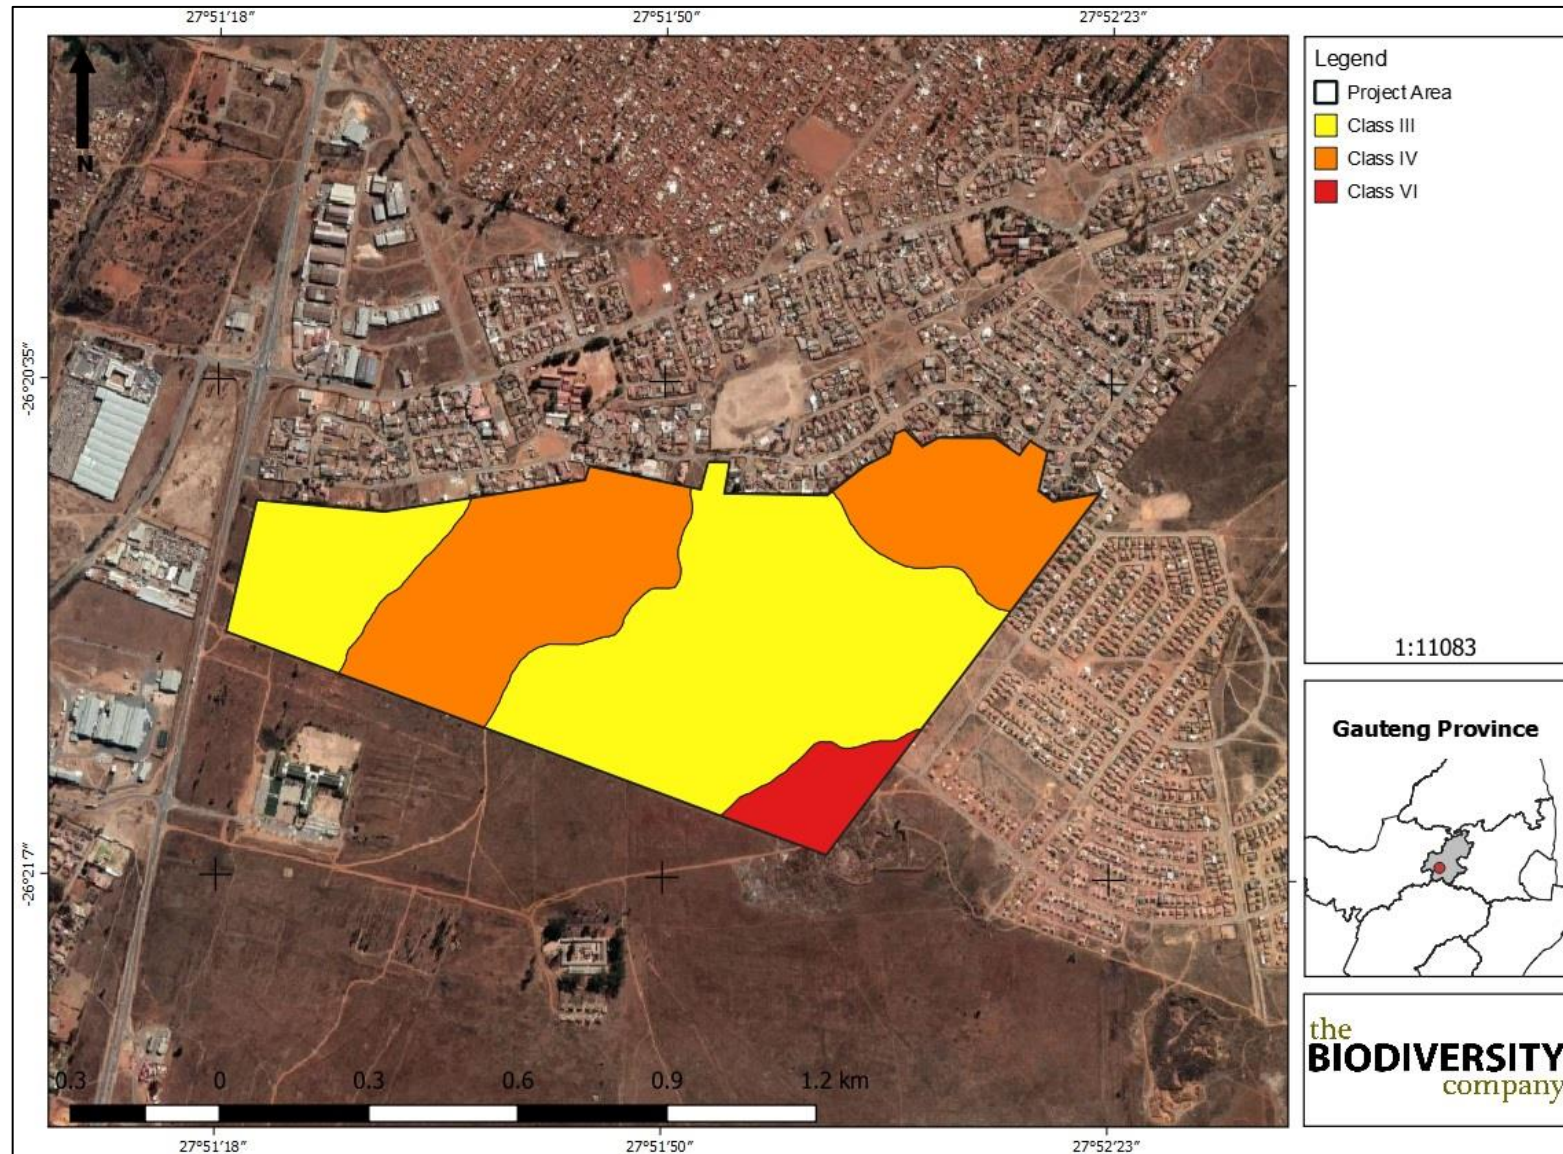 27°51′18″ 27°51′50″ 27°52′23″
N
Legend
Project Area
Class III
Class IV
Class VI
1:11083
-26°20′35″
-26°21′7″
Gauteng Province
0.3 0 0.3 0.6 0.9 1.2 km
the
BIODIVERSITY
company
27°51′18″ 27°51′50″ 27°52′23″